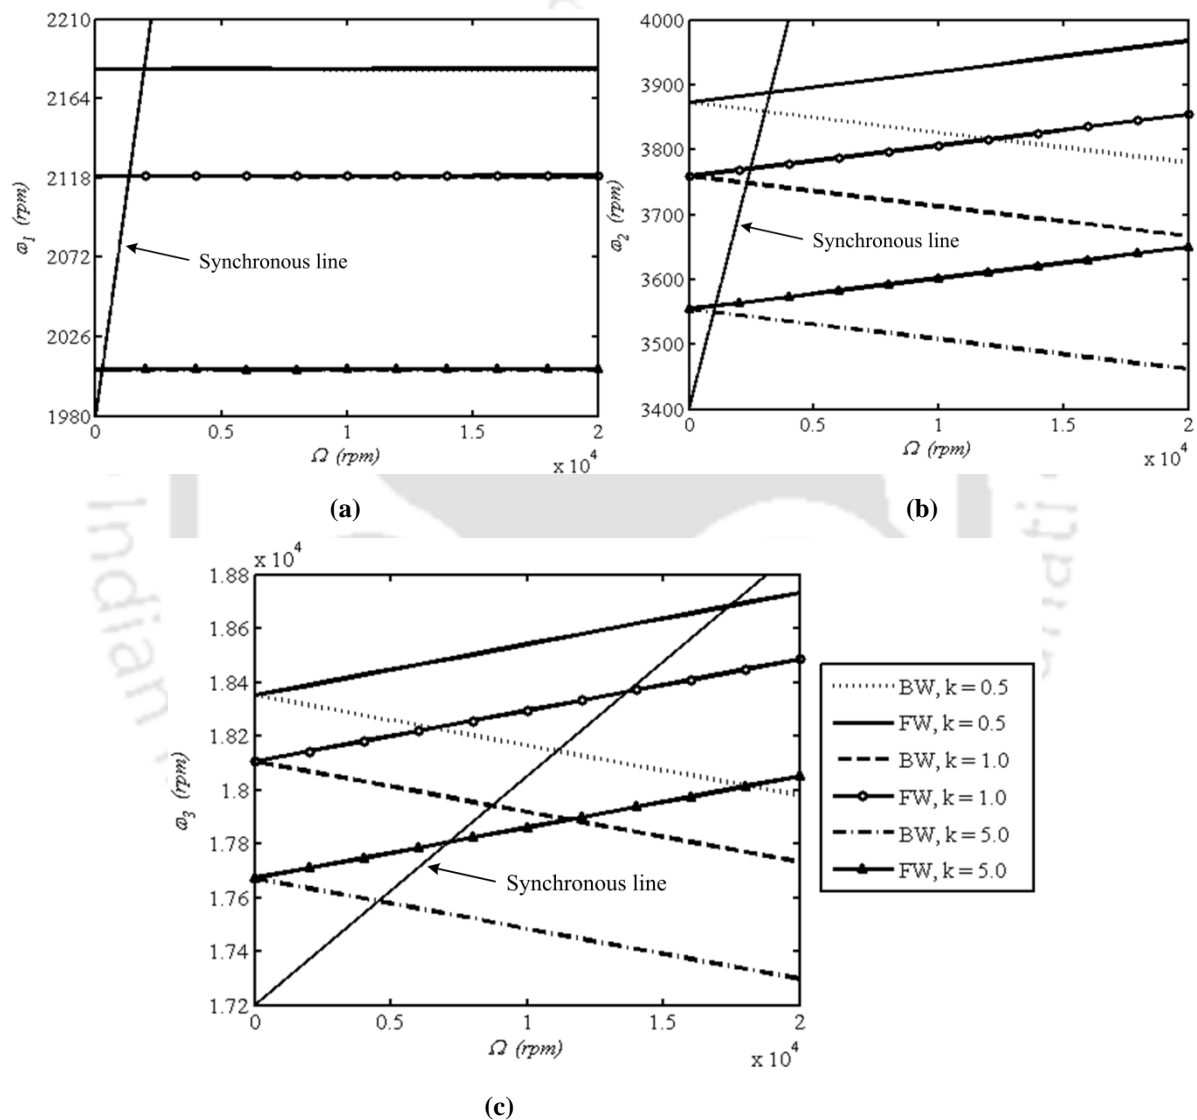 2210
2164
2118
2072
2026
1980
ϖ1 (rpm)
Synchronous line
0
0.5
1
1.5
2
Ω (rpm)
x 10^4
(a)
4000
3900
3800
3700
3600
3500
3400
ϖ2 (rpm)
Synchronous line
0
0.5
1
1.5
2
Ω (rpm)
x 10^4
(b)
Indian
x 10^4
1.88
1.86
1.84
1.82
1.8
1.78
1.76
1.74
1.72
ϖ3 (rpm)
Synchronous line
0
0.5
1
1.5
2
Ω (rpm)
x 10^4
BW, k = 0.5
FW, k = 0.5
BW, k = 1.0
FW, k = 1.0
BW, k = 5.0
FW, k = 5.0
(c)